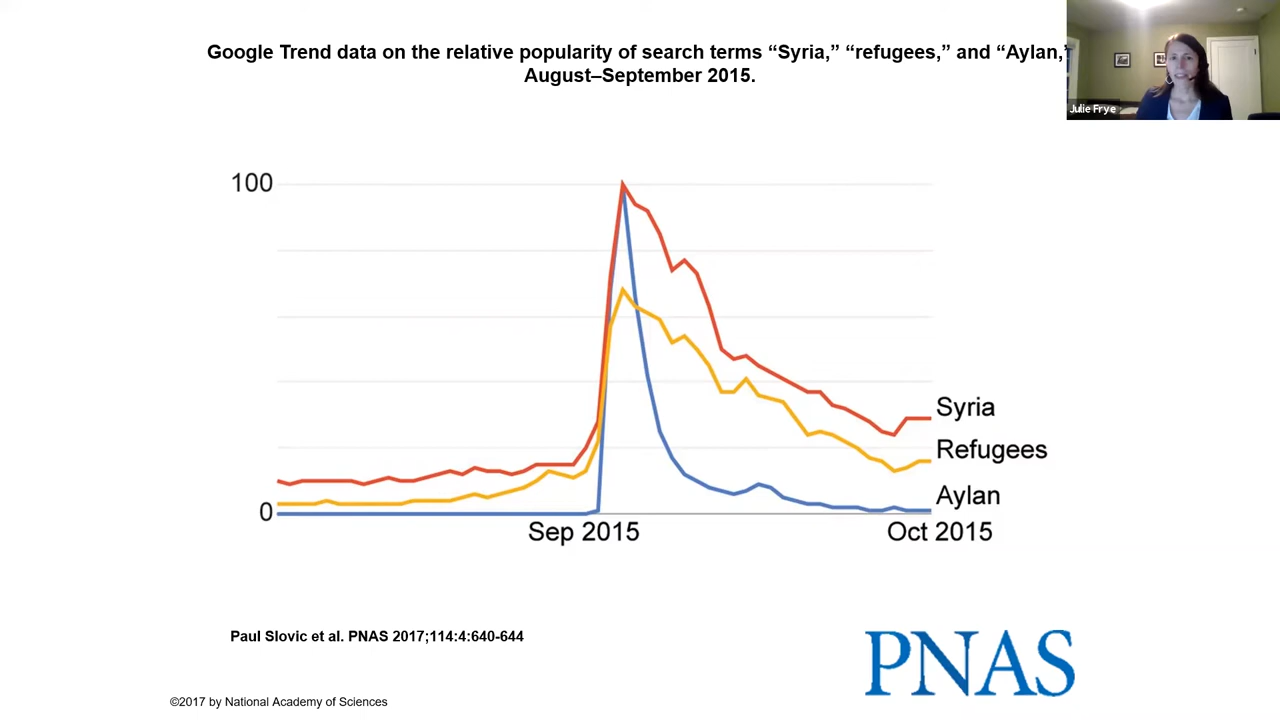 Google Trend data on the relative popularity of search terms “Syria,” “refugees,” and “Aylan,”
August–September 2015.
Julie Frye
100
0
Syria
Refugees
Aylan
Sep 2015
Oct 2015
Paul Slovic et al. PNAS 2017;114:4:640-644
PNAS
©2017 by National Academy of Sciences